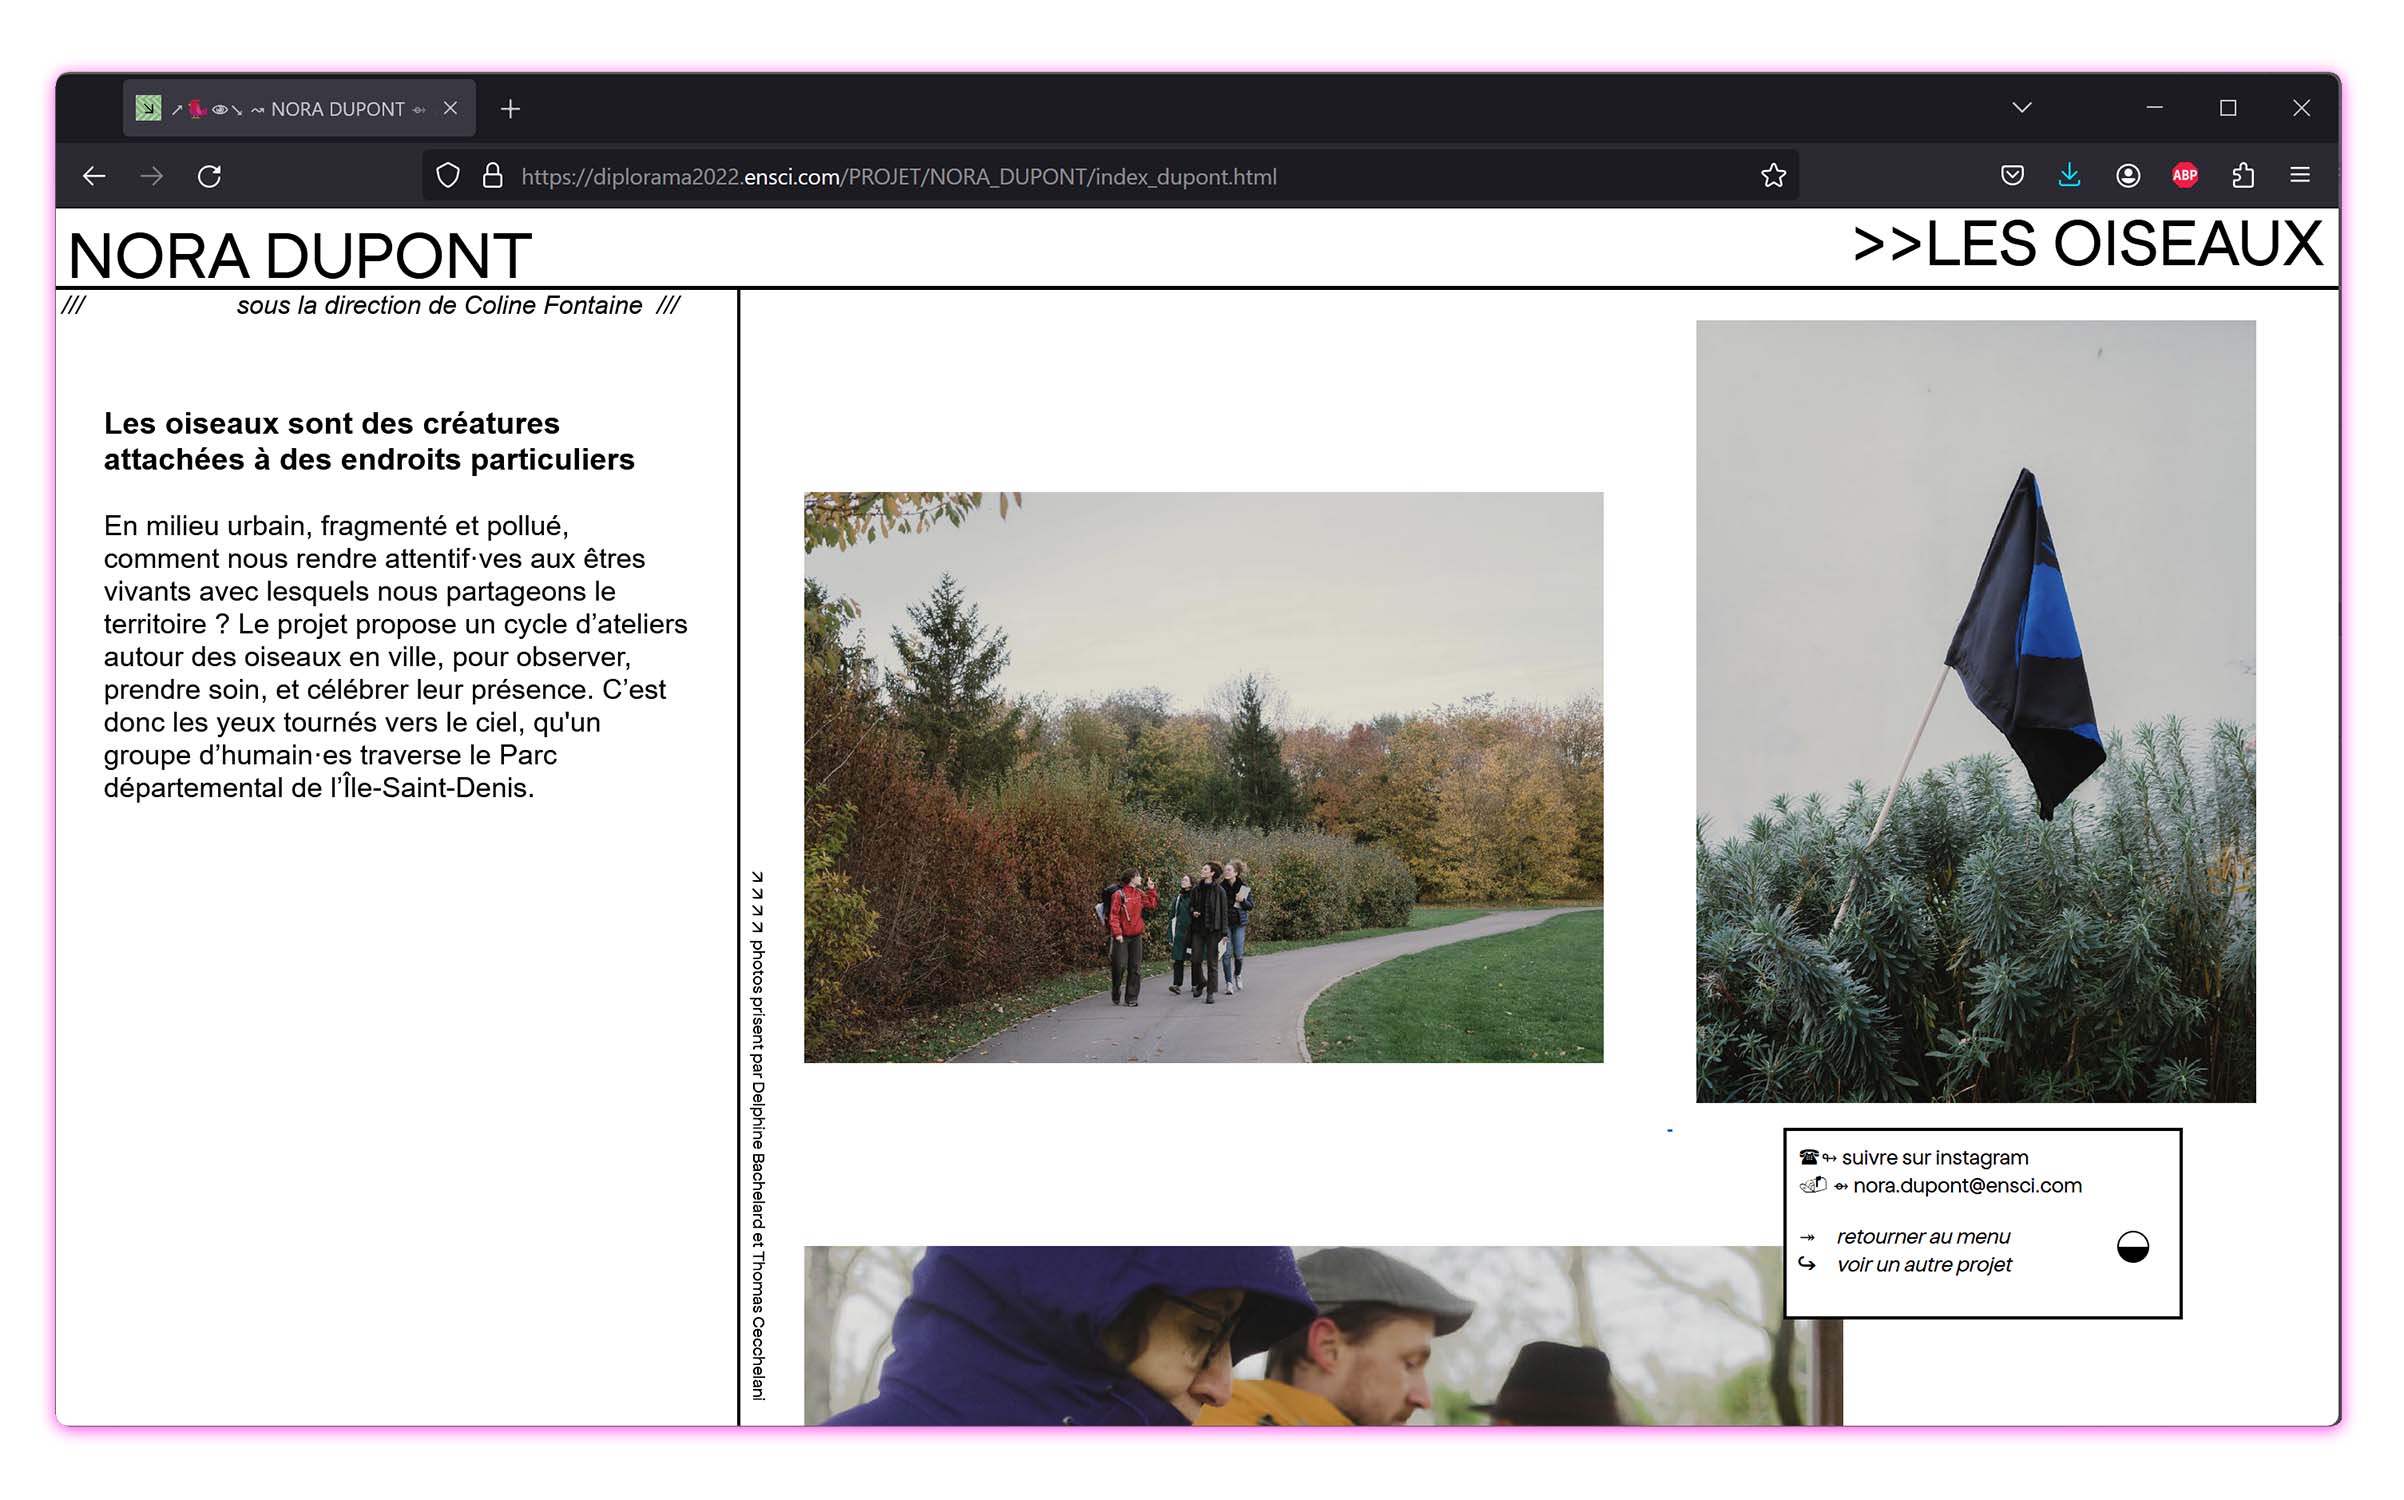 ↗🐦👁↘ ↝ NORA DUPONT ⇴
https://diplorama2022.ensci.com/PROJET/NORA_DUPONT/index_dupont.html
ABP
NORA DUPONT
>>LES OISEAUX
/// sous la direction de Coline Fontaine ///
Les oiseaux sont des créatures
attachées à des endroits particuliers
En milieu urbain, fragmenté et pollué,
comment nous rendre attentif·ves aux êtres
vivants avec lesquels nous partageons le
territoire ? Le projet propose un cycle d’ateliers
autour des oiseaux en ville, pour observer,
prendre soin, et célébrer leur présence. C’est
donc les yeux tournés vers le ciel, qu'un
groupe d’humain·es traverse le Parc
départemental de l’Île-Saint-Denis.
↗ ↗ ↗ ↗ photos prisent par Delphine Bachelard et Thomas Cecchelani
-
☎↬ suivre sur instagram
📬 ⇴ nora.dupont@ensci.com
↠ retourner au menu
↪ voir un autre projet